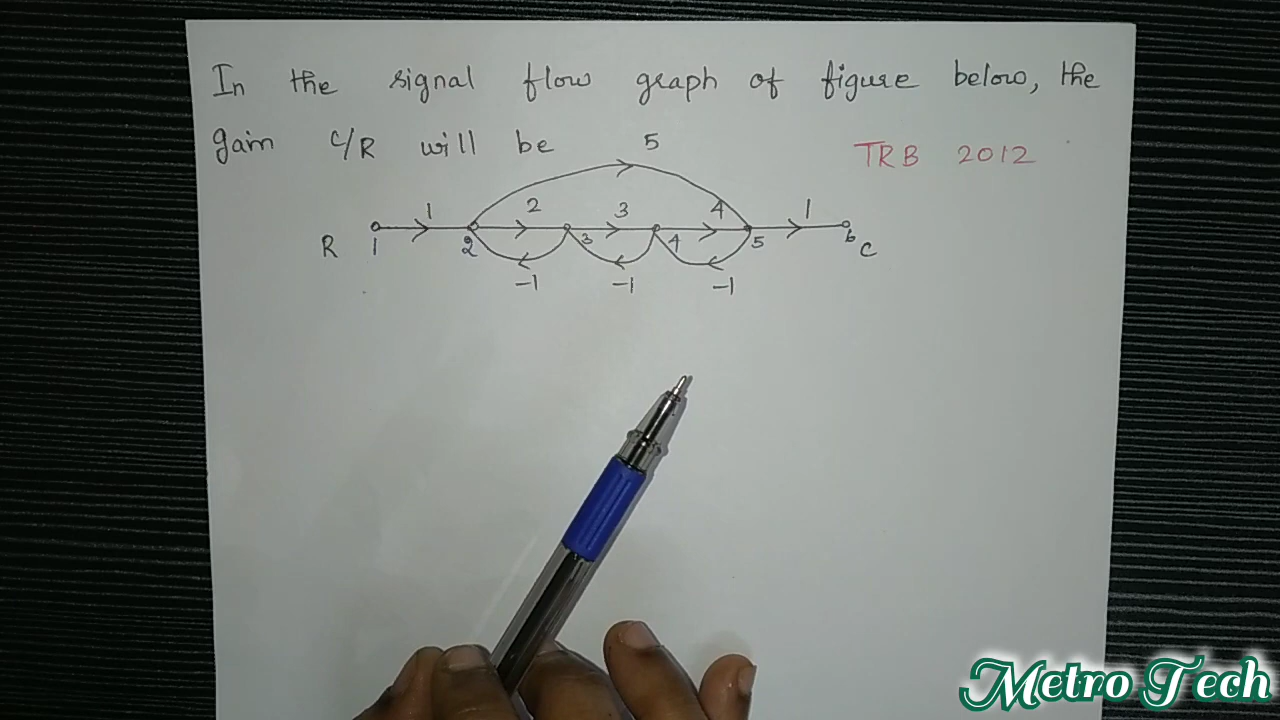 In the signal flow graph of figure below, the
gain C/R will be
TRB 2012
5
1 2 3 4 1
R 1 2 3 4 5 6 C
-1 -1 -1
Metro Tech